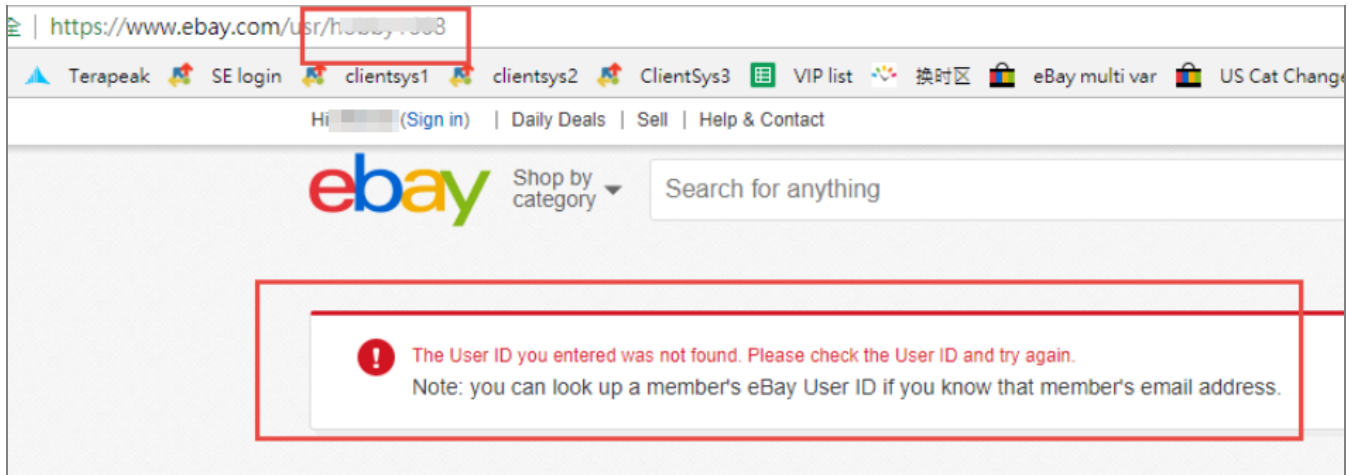 https://www.ebay.com/usr/
Terapeak SE login clientsys1 clientsys2 ClientSys3 VIP list 换时区 eBay multi var US Cat Change
Hi (Sign in) | Daily Deals | Sell | Help & Contact
ebay
Shop by
category
Search for anything
The User ID you entered was not found. Please check the User ID and try again.
Note: you can look up a member's eBay User ID if you know that member's email address.